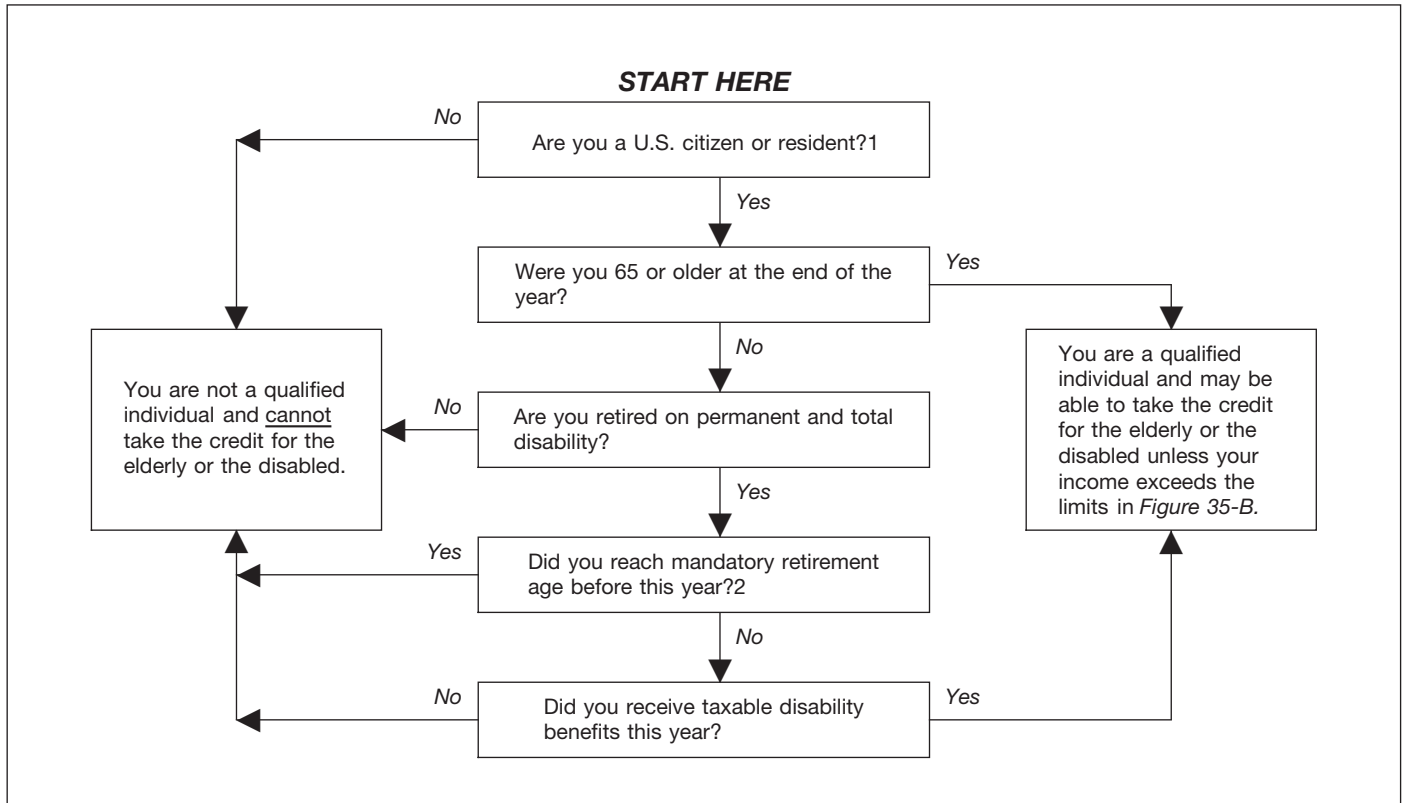 START HERE
No
Are you a U.S. citizen or resident?1
Yes
Were you 65 or older at the end of the
year?
Yes
No
You are not a qualified
individual and cannot
take the credit for the
elderly or the disabled.
No
Are you retired on permanent and total
disability?
You are a qualified
individual and may be
able to take the credit
for the elderly or the
disabled unless your
income exceeds the
limits in Figure 35-B.
Yes
Yes
Did you reach mandatory retirement
age before this year?2
No
No
Did you receive taxable disability
benefits this year?
Yes